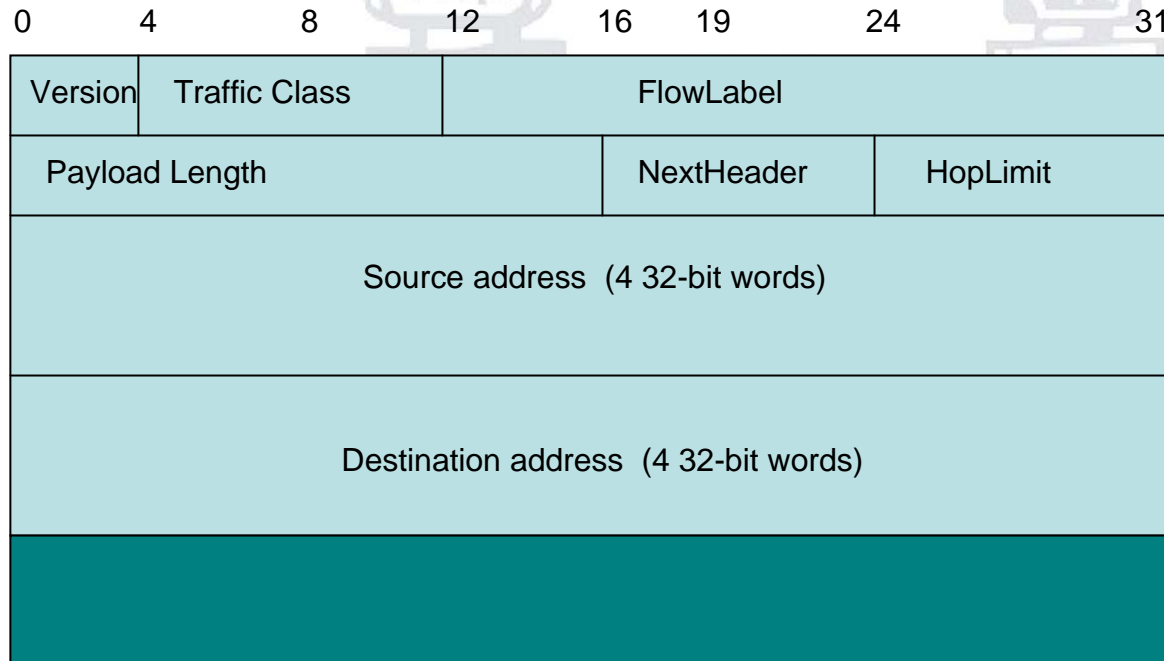 0 4 8 12 16 19 24 31
Version Traffic Class FlowLabel
Payload Length NextHeader HopLimit
Source address (4 32-bit words)
Destination address (4 32-bit words)